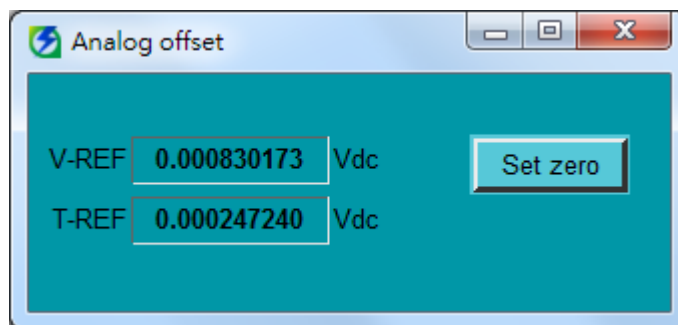 Analog offset
V-REF 0.000830173 Vdc
Set zero
T-REF 0.000247240 Vdc